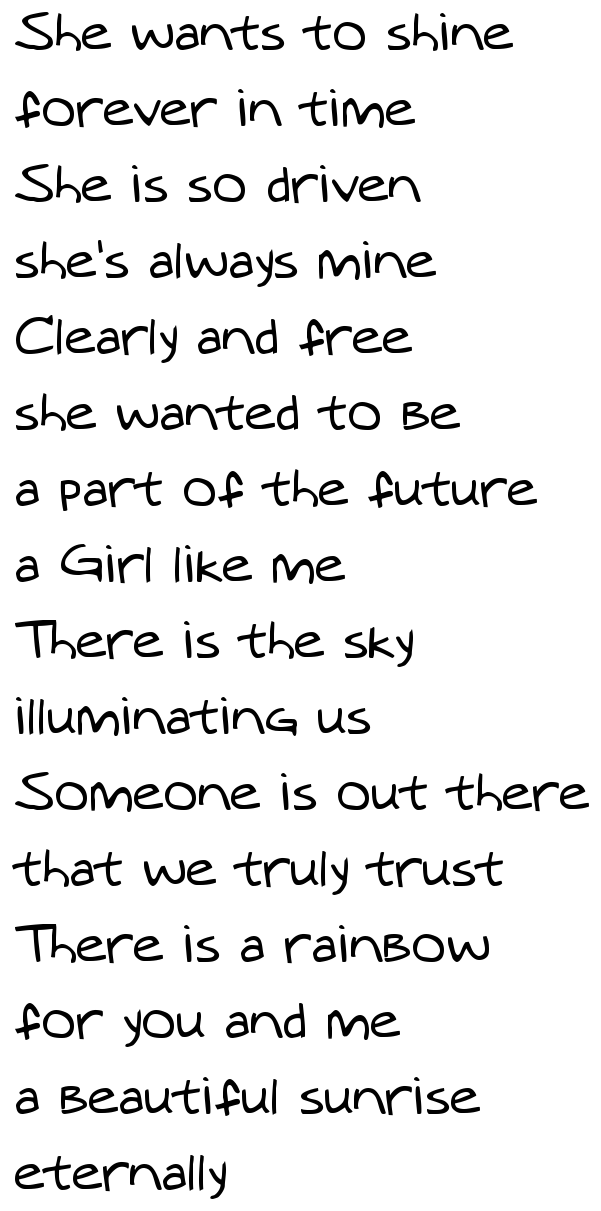 She wants to shine
forever in time
She is so driven
she's always mine
Clearly and free
she wanted to Be
a part of the future
a Girl like me
There is the sky
illuminating us
Someone is out there
that we truly trust
There is a rainBow
for you and me
a Beautiful sunrise
eternally